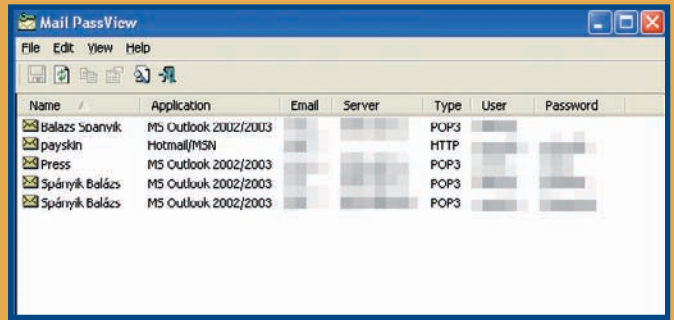 Mail PassView
File Edit View Help
Name Application Email Server Type User Password
Balazs Spanyik MS Outlook 2002/2003 POP3
payskin Hotmail/MSN HTTP
Press MS Outlook 2002/2003 POP3
Spányik Balázs MS Outlook 2002/2003 POP3
Spányik Balázs MS Outlook 2002/2003 POP3